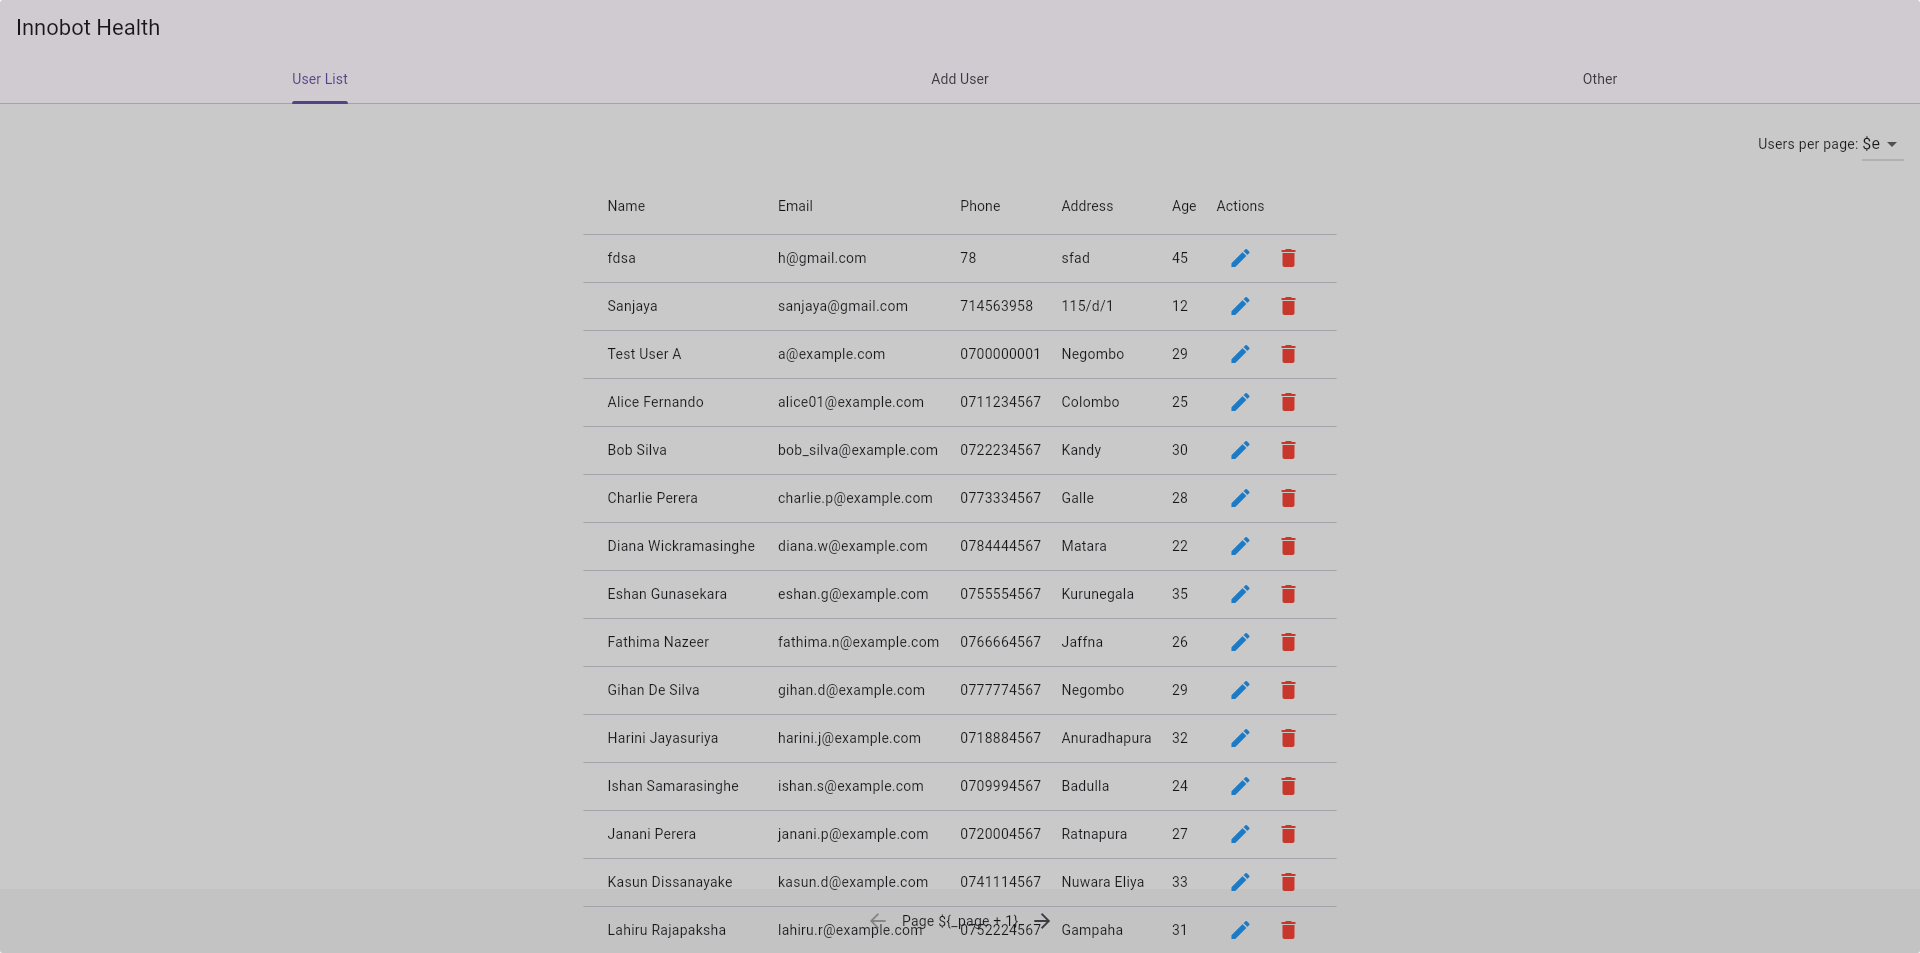 Innobot Health
User List Add User Other
Users per page: $e
Name Email Phone Address Age Actions
fdsa h@gmail.com 78 sfad 45
Sanjaya sanjaya@gmail.com 714563958 115/d/1 12
Test User A a@example.com 0700000001 Negombo 29
Alice Fernando alice01@example.com 0711234567 Colombo 25
Bob Silva bob_silva@example.com 0722234567 Kandy 30
Charlie Perera charlie.p@example.com 0773334567 Galle 28
Diana Wickramasinghe diana.w@example.com 0784444567 Matara 22
Eshan Gunasekara eshan.g@example.com 0755554567 Kurunegala 35
Fathima Nazeer fathima.n@example.com 0766664567 Jaffna 26
Gihan De Silva gihan.d@example.com 0777774567 Negombo 29
Harini Jayasuriya harini.j@example.com 0718884567 Anuradhapura 32
Ishan Samarasinghe ishan.s@example.com 0709994567 Badulla 24
Janani Perera janani.p@example.com 0720004567 Ratnapura 27
Kasun Dissanayake kasun.d@example.com 0741114567 Nuwara Eliya 33
Page ${_page + 1}
Lahiru Rajapaksha lahiru.r@example.com 0752224567 Gampaha 31